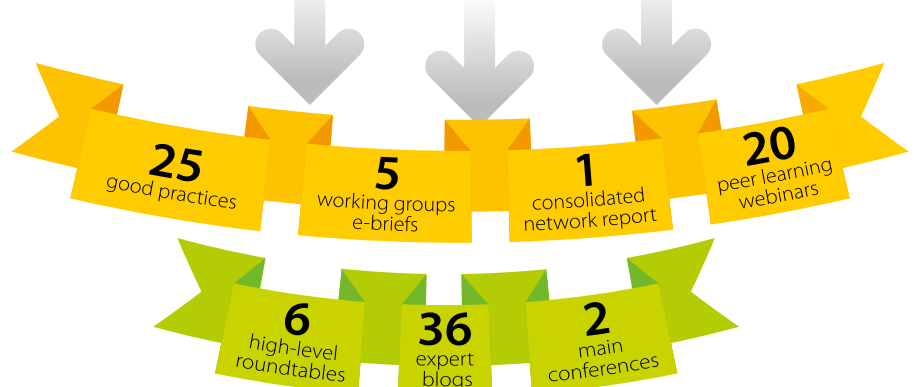 25
good practices
5
working groups
e-briefs
1
consolidated
network report
20
peer learning
webinars
6
high-level
roundtables
36
expert
blogs
2
main
conferences